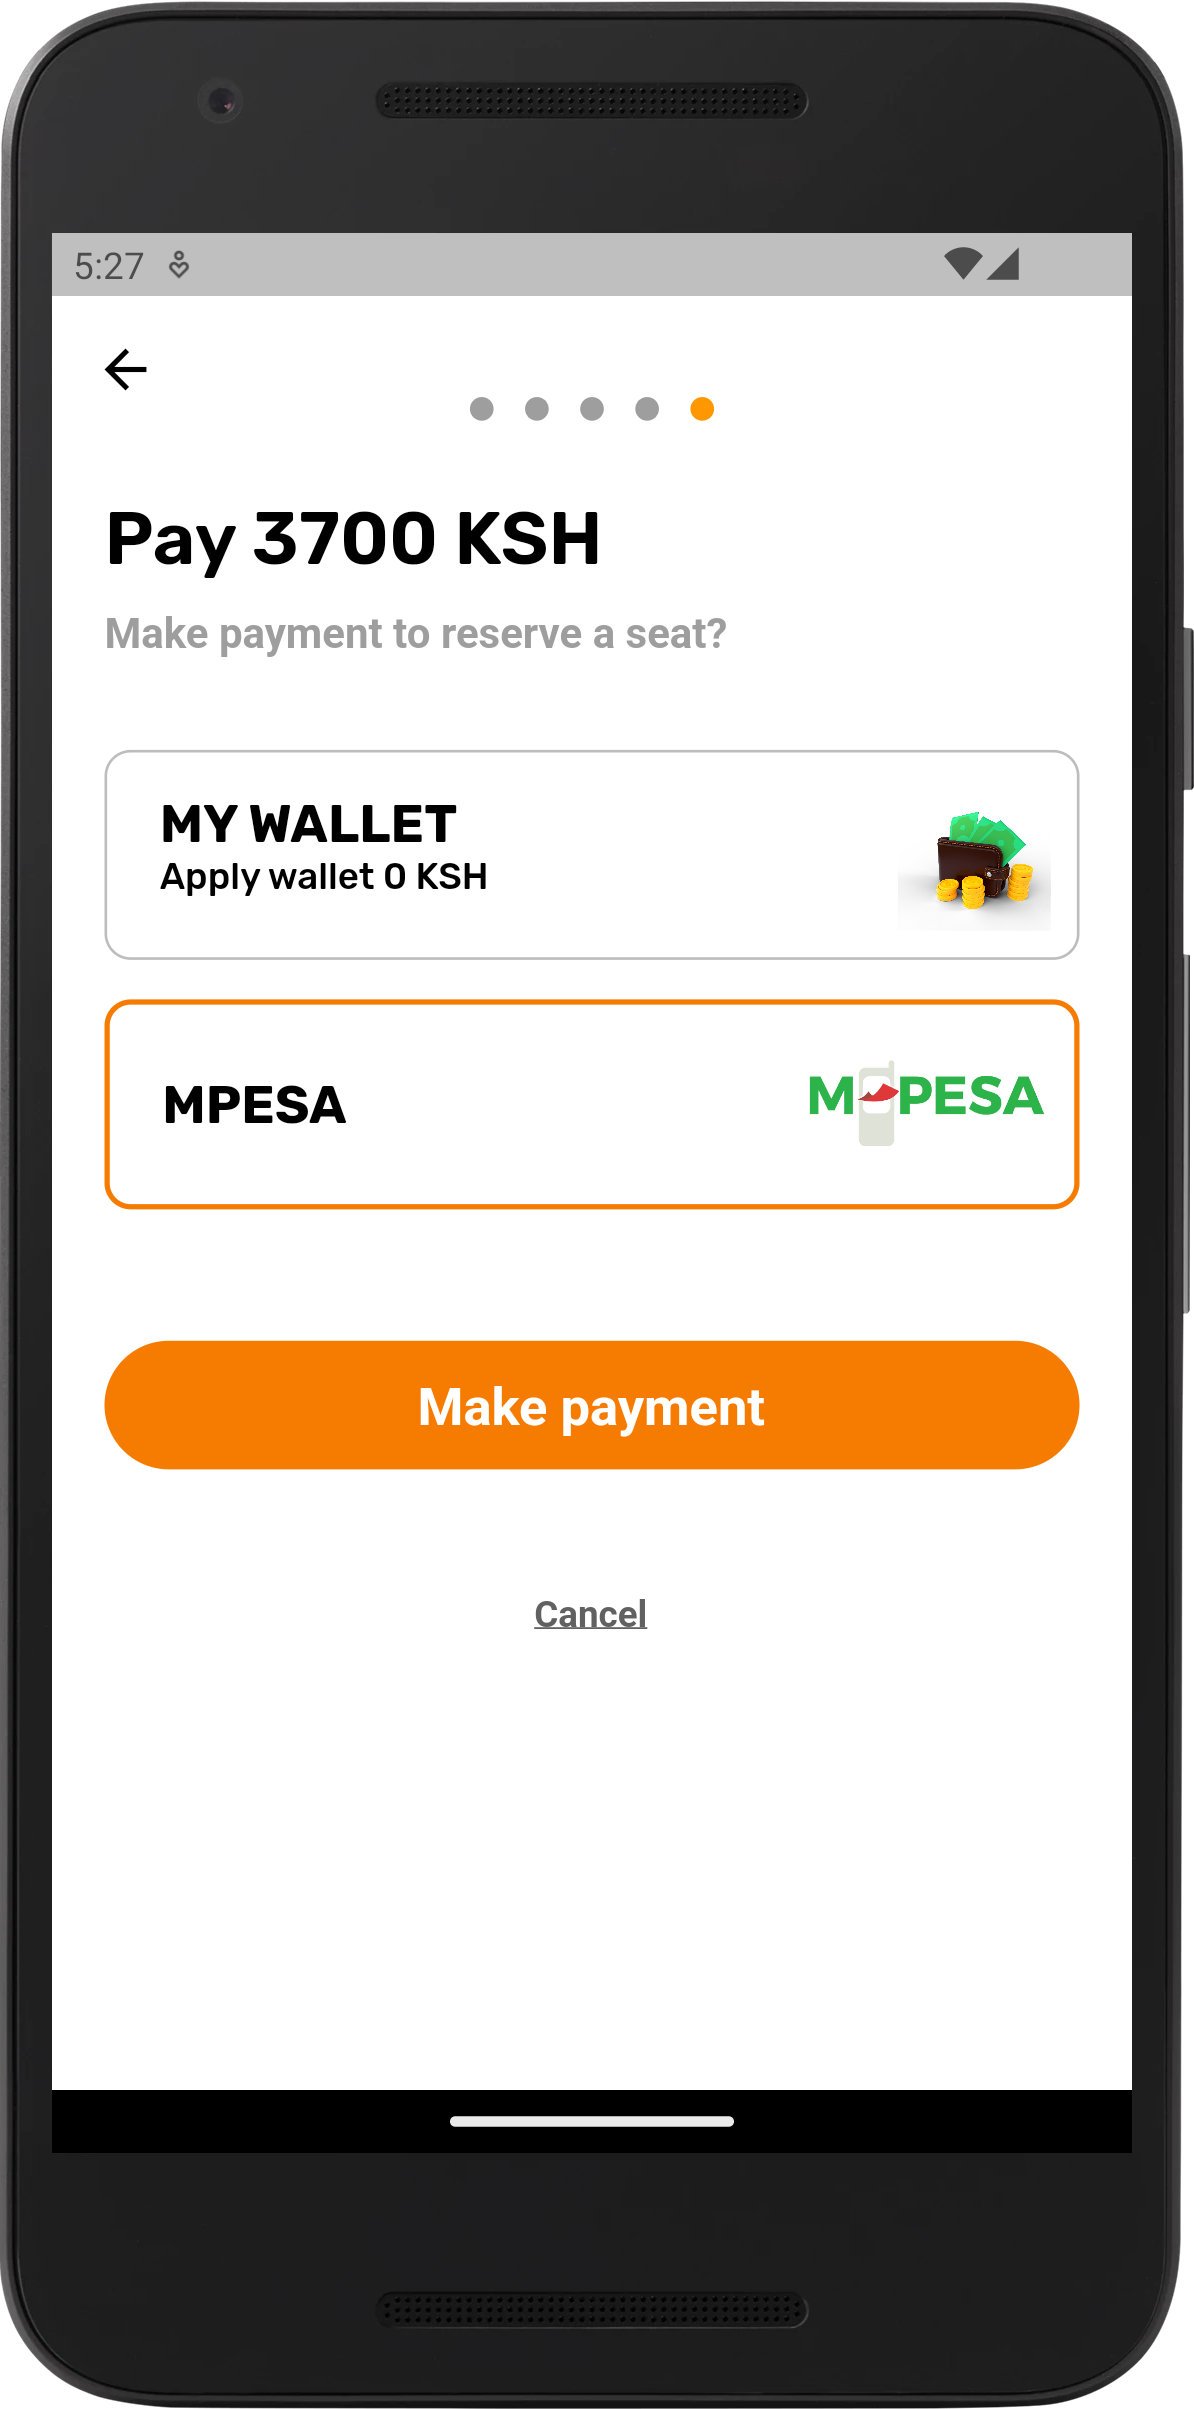 5:27
Pay 3700 KSH
Make payment to reserve a seat?
MY WALLET
Apply wallet 0 KSH
MPESA
M PESA
Make payment
Cancel